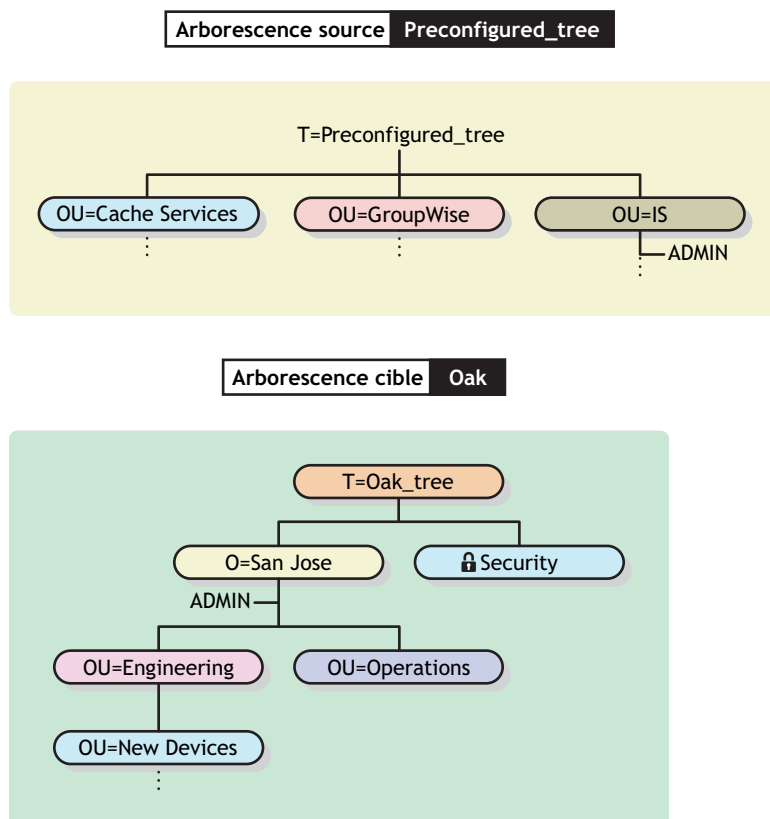 Arborescence source Preconfigured_tree
T=Preconfigured_tree
OU=Cache Services OU=GroupWise OU=IS
ADMIN
Arborescence cible Oak
T=Oak_tree
O=San Jose Security
ADMIN
OU=Engineering OU=Operations
OU=New Devices